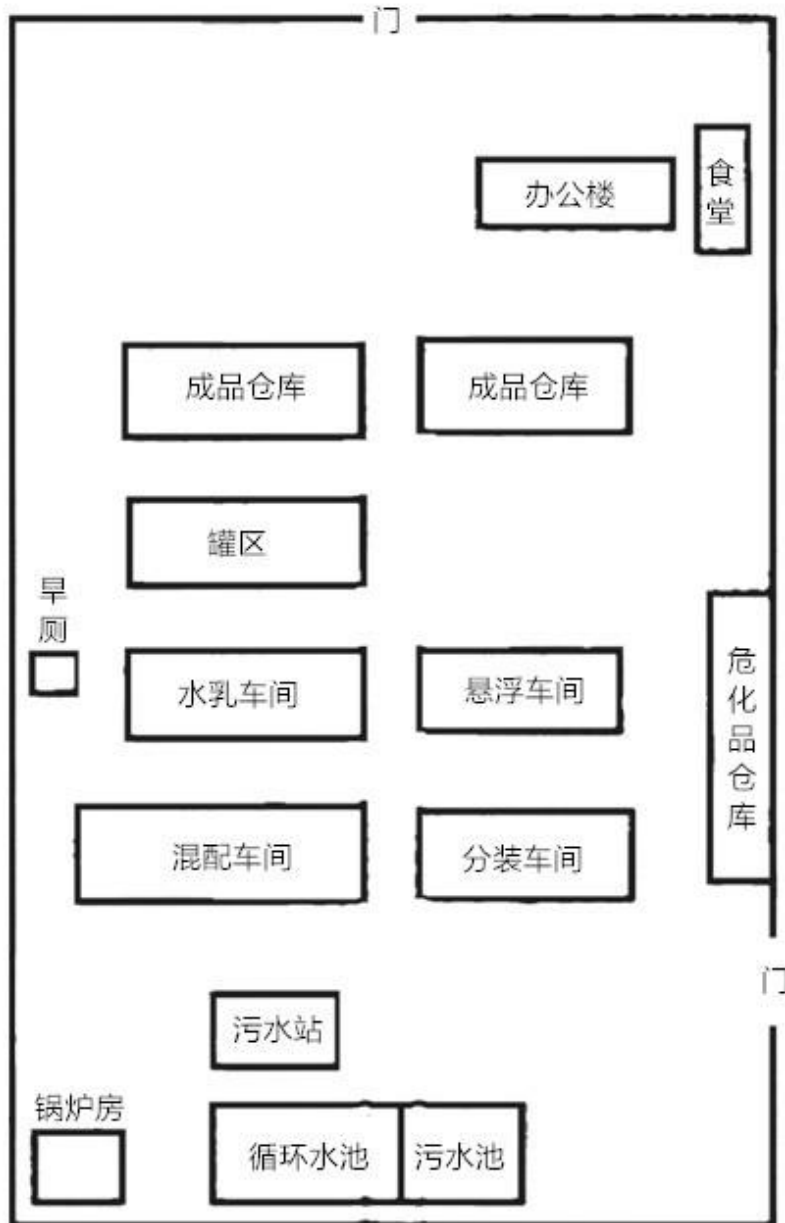 门
办公楼
食堂
成品仓库
成品仓库
罐区
旱厕
水乳车间
悬浮车间
危化品仓库
混配车间
分装车间
门
污水站
锅炉房
循环水池
污水池